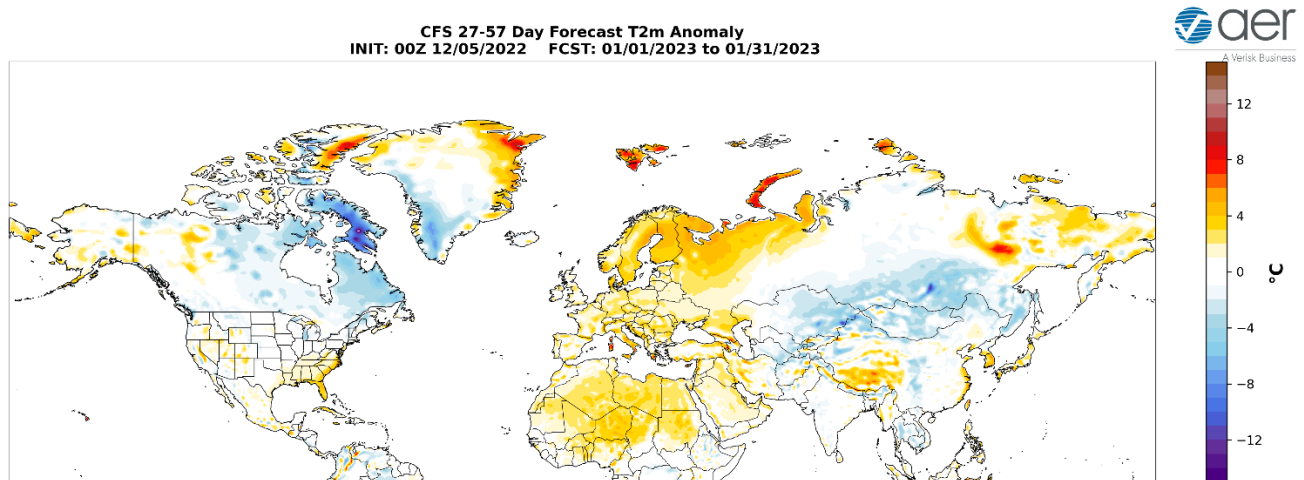 aer
A Verisk Business
CFS 27-57 Day Forecast T2m Anomaly
INIT: 00Z 12/05/2022 FCST: 01/01/2023 to 01/31/2023
12
8
4
0
−4
−8
−12
°C